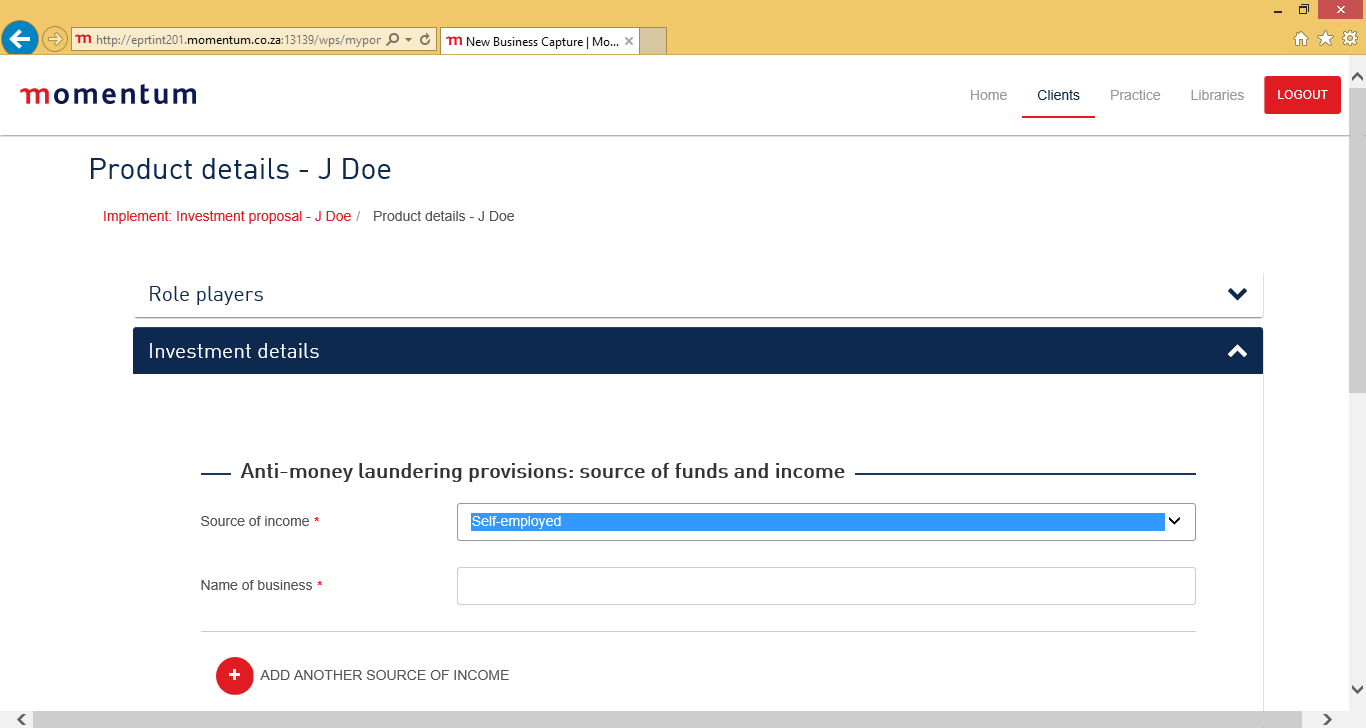 http://eprtint201.momentum.co.za:13139/wps/mypor
New Business Capture | Mo...
momentum
Home Clients Practice Libraries LOGOUT
Product details - J Doe
Implement: Investment proposal - J Doe / Product details - J Doe
Role players
Investment details
Anti-money laundering provisions: source of funds and income
Source of income *
Self-employed
Name of business *
ADD ANOTHER SOURCE OF INCOME